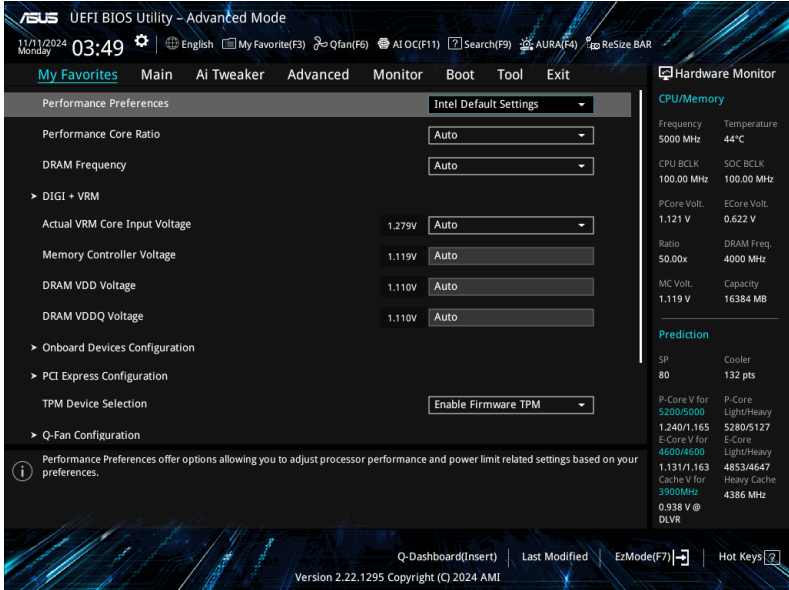 ASUS UEFI BIOS Utility – Advanced Mode
11/11/2024 Monday 03:49 English My Favorite(F3) Qfan(F6) AI OC(F11) ? Search(F9) AURA(F4) ReSize BAR
My Favorites Main Ai Tweaker Advanced Monitor Boot Tool Exit
Performance Preferences Intel Default Settings
Performance Core Ratio Auto
DRAM Frequency Auto
> DIGI + VRM
Actual VRM Core Input Voltage 1.279V Auto
Memory Controller Voltage 1.119V Auto
DRAM VDD Voltage 1.110V Auto
DRAM VDDQ Voltage 1.110V Auto
> Onboard Devices Configuration
> PCI Express Configuration
TPM Device Selection Enable Firmware TPM
> Q-Fan Configuration
Performance Preferences offer options allowing you to adjust processor performance and power limit related settings based on your
preferences.
Hardware Monitor
CPU/Memory
Frequency Temperature
5000 MHz 44°C
CPU BCLK SOC BCLK
100.00 MHz 100.00 MHz
PCore Volt. ECore Volt.
1.121 V 0.622 V
Ratio DRAM Freq.
50.00x 4000 MHz
MC Volt. Capacity
1.119 V 16384 MB
Prediction
SP Cooler
80 132 pts
P-Core V for P-Core
5200/5000 Light/Heavy
1.240/1.165 5280/5127
E-Core V for E-Core
4600/4600 Light/Heavy
1.131/1.163 4853/4647
Cache V for Heavy Cache
3900MHz 4386 MHz
0.938 V @
DLVR
Q-Dashboard(Insert) Last Modified EzMode(F7) Hot Keys ?
Version 2.22.1295 Copyright (C) 2024 AMI